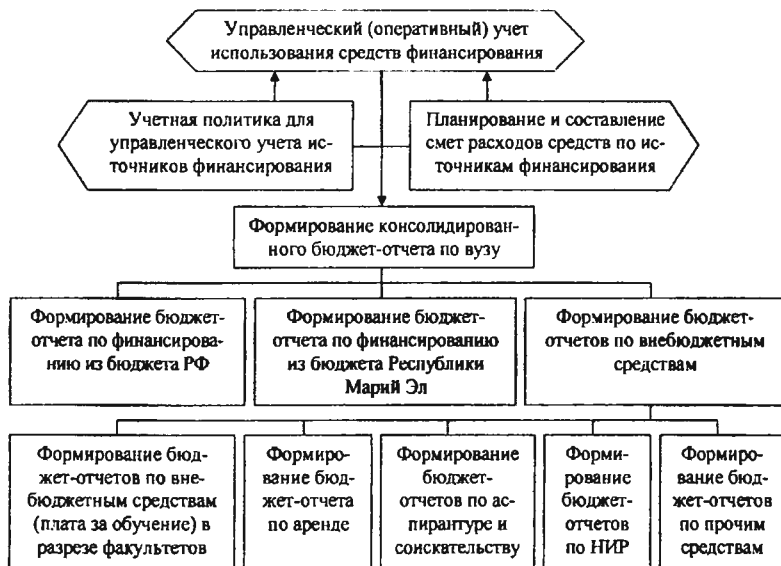 Управленческий (оперативный) учет
использования средств финансирования
Учетная политика для
управленческого учета ис-
точников финансирования
Планирование и составление
смет расходов средств по ис-
точникам финансирования
Формирование консолидирован-
ного бюджет-отчета по вузу
Формирование бюджет-
отчета по финансирова-
нию из бюджета РФ
Формирование бюджет-
отчета по финансированию
из бюджета Республики
Марий Эл
Формирование бюджет-
отчетов по внебюджетным
средствам
Формирование бюд-
жет-отчетов по вне-
бюджетным средствам
(плата за обучение) в
разрезе факультетов
Формиро-
вание бюд-
жет-отчета
по аренде
Формирование
бюджет-
отчетов по ас-
пирантуре и
соискательству
Форми-
рование
бюджет-
отчетов
по НИР
Формиро-
вание бюд-
жет-отчетов
по прочим
средствам